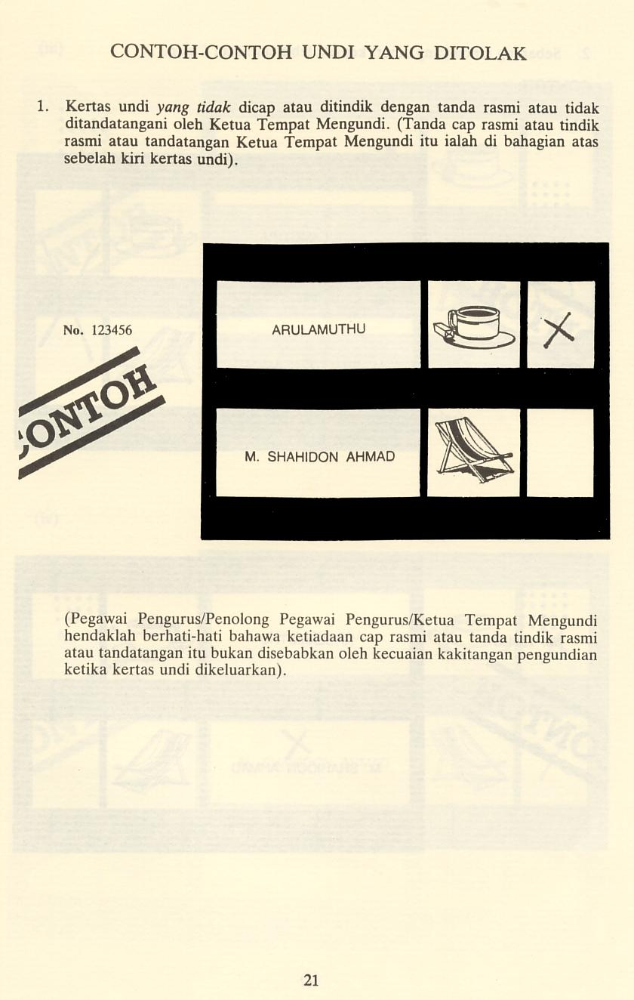 CONTOH-CONTOH UNDI YANG DITOLAK
1. Kertas undi yang tidak dicap atau ditindik dengan tanda rasmi atau tidak
ditandatangani oleh Ketua Tempat Mengundi. (Tanda cap rasmi atau tindik
rasmi atau tandatangan Ketua Tempat Mengundi itu ialah di bahagian atas
sebelah kiri kertas undi).
No. 123456
CONTOH
ARULAMUTHU
M. SHAHIDON AHMAD
(Pegawai Pengurus/Penolong Pegawai Pengurus/Ketua Tempat Mengundi
hendaklah berhati-hati bahawa ketiadaan cap rasmi atau tanda tindik rasmi
atau tandatangan itu bukan disebabkan oleh kecuaian kakitangan pengundian
ketika kertas undi dikeluarkan).
21